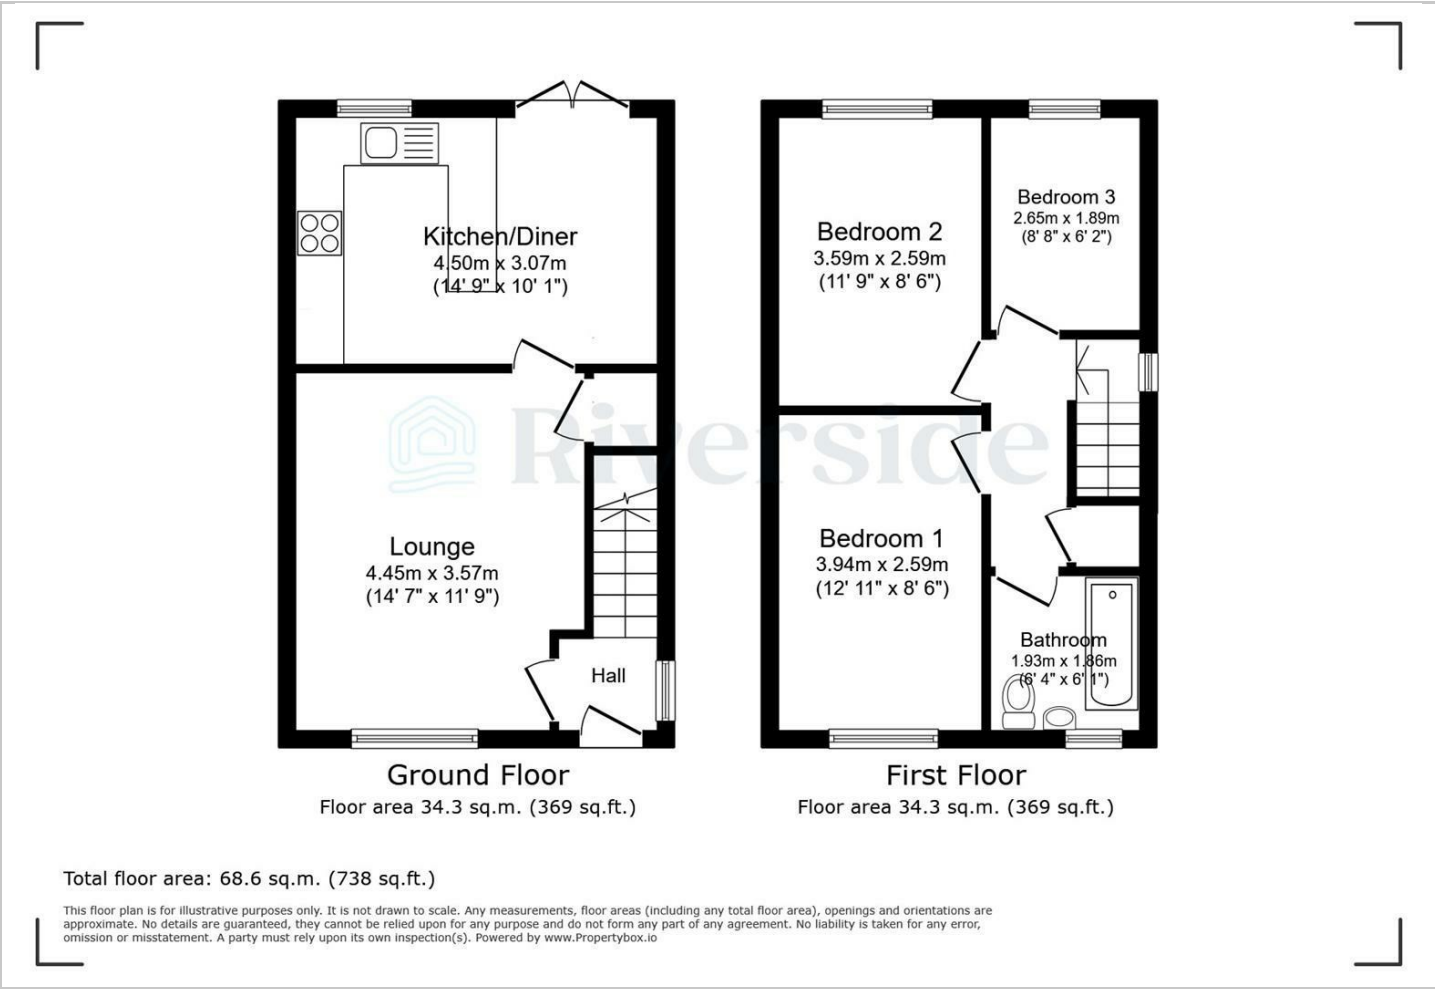 Kitchen/Diner
4.50m x 3.07m
(14' 9" x 10' 1")
Lounge
4.45m x 3.57m
(14' 7" x 11' 9")
Hall
Ground Floor
Floor area 34.3 sq.m. (369 sq.ft.)
Bedroom 2
3.59m x 2.59m
(11' 9" x 8' 6")
Bedroom 3
2.65m x 1.89m
(8' 8" x 6' 2")
Bedroom 1
3.94m x 2.59m
(12' 11" x 8' 6")
Bathroom
1.93m x 1.86m
(6' 4" x 6' 1")
First Floor
Floor area 34.3 sq.m. (369 sq.ft.)
Riverside
Total floor area: 68.6 sq.m. (738 sq.ft.)
This floor plan is for illustrative purposes only. It is not drawn to scale. Any measurements, floor areas (including any total floor area), openings and orientations are
approximate. No details are guaranteed, they cannot be relied upon for any purpose and do not form any part of any agreement. No liability is taken for any error,
omission or misstatement. A party must rely upon its own inspection(s). Powered by www.Propertybox.io